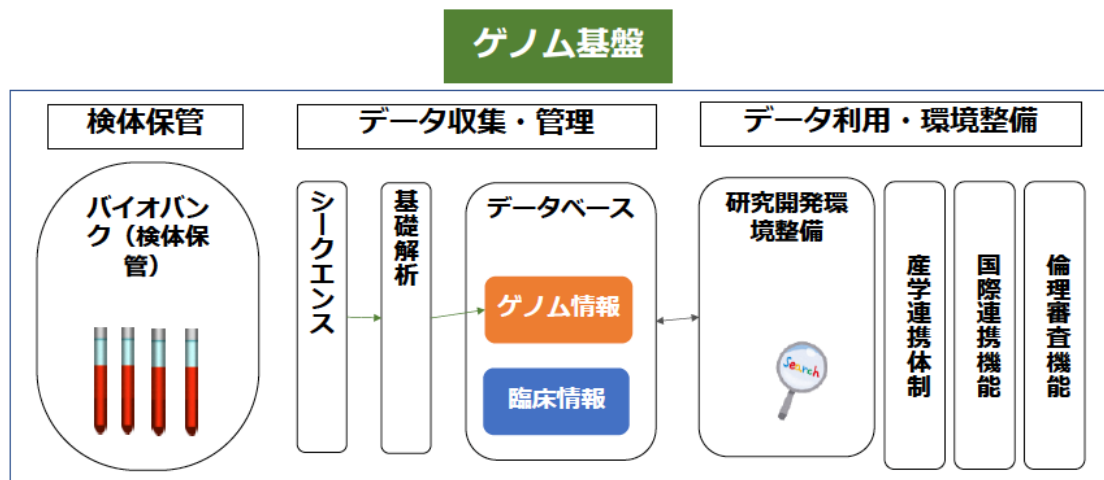 ゲノム基盤
検体保管
データ収集・管理
データ利用・環境整備
バイオバン
ク（検体保
管）
シークエンス
基礎解析
データベース
ゲノム情報
臨床情報
研究開発環
境整備
Search
産学連携体制
国際連携機能
倫理審査機能